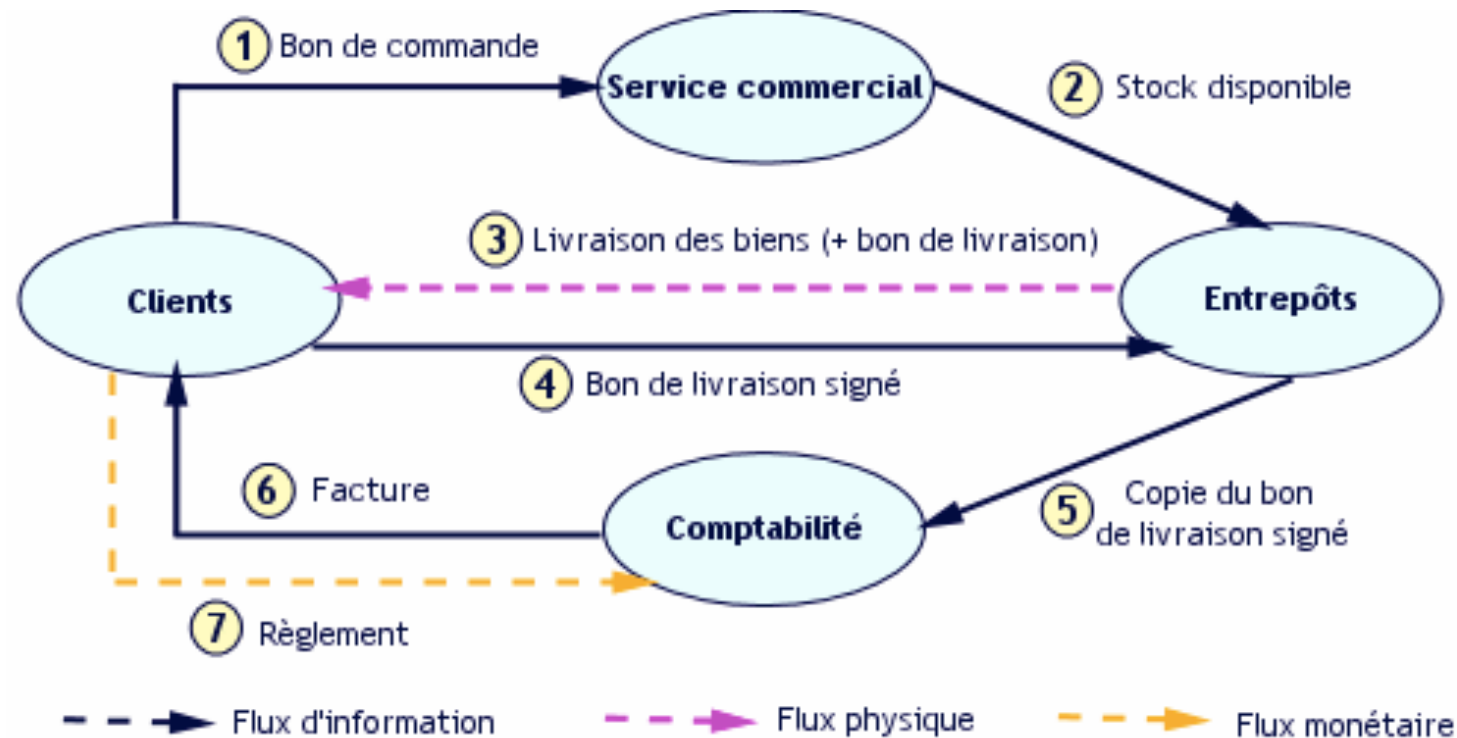 1 Bon de commande
Service commercial
2 Stock disponible
3 Livraison des biens (+ bon de livraison)
Clients
Entrepôts
4 Bon de livraison signé
6 Facture
Comptabilité
5 Copie du bon
de livraison signé
7 Règlement
Flux d'information
Flux physique
Flux monétaire